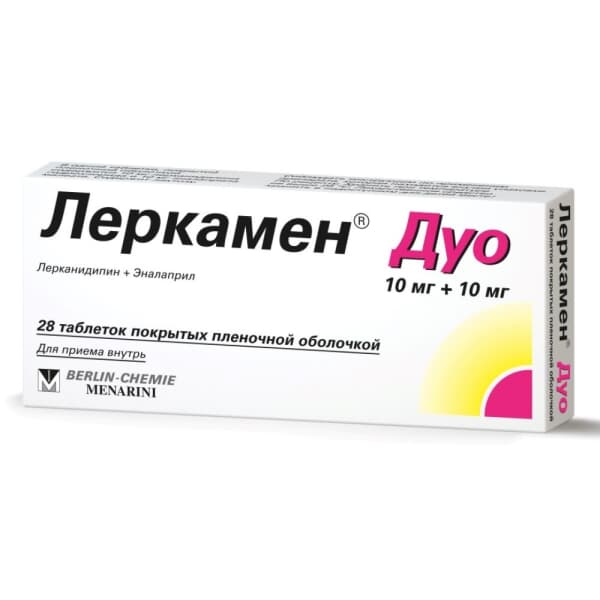 Леркамен® Дуо
Лерканидипин + Эналаприл
10 мг + 10 мг
28 таблеток покрытых пленочной оболочкой
Для приема внутрь
BERLIN-CHEMIE
MENARINI
Леркамен® Дуо
28 таблеток покрытых пленочной оболочкой